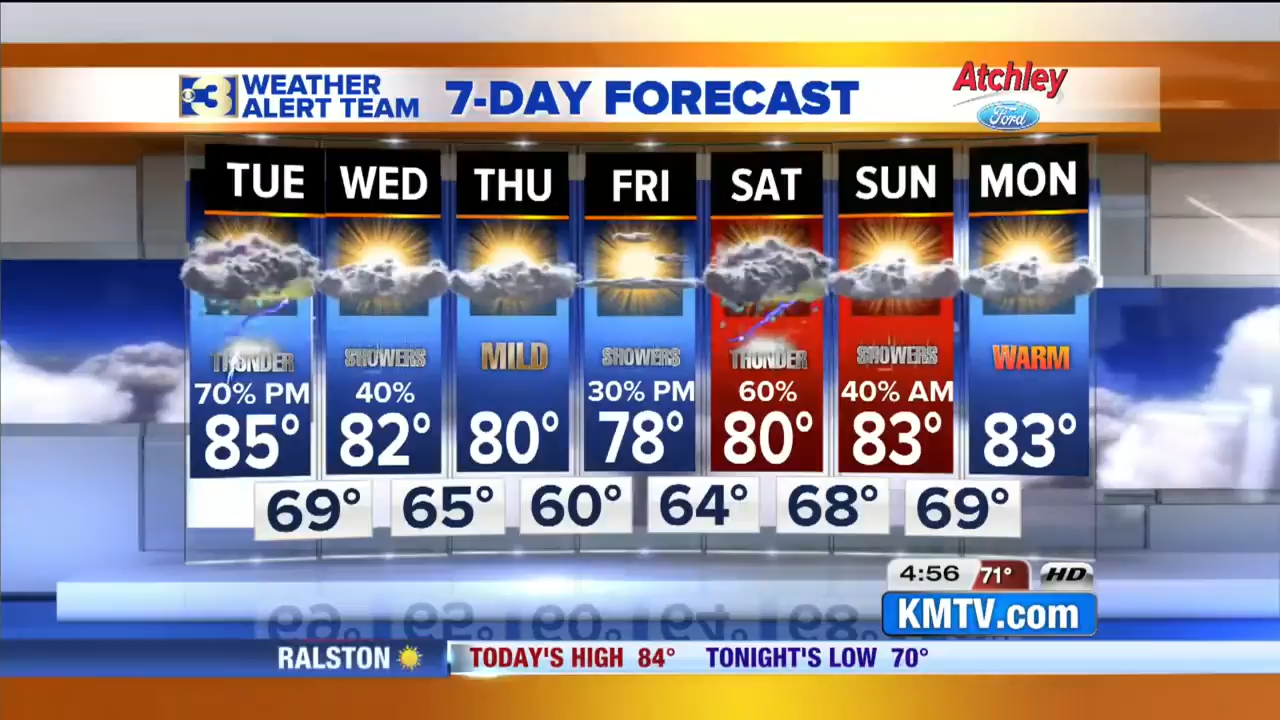 3 WEATHER ALERT TEAM
7-DAY FORECAST
Atchley
Ford
TUE WED THU FRI SAT SUN MON
THUNDER SHOWERS MILD SHOWERS THUNDER SHOWERS WARM
70% PM 40% 30% PM 60% 40% AM
85° 82° 80° 78° 80° 83° 83°
69° 65° 60° 64° 68° 69°
4:56 71° HD
KMTV.com
RALSTON TODAY'S HIGH 84° TONIGHT'S LOW 70°